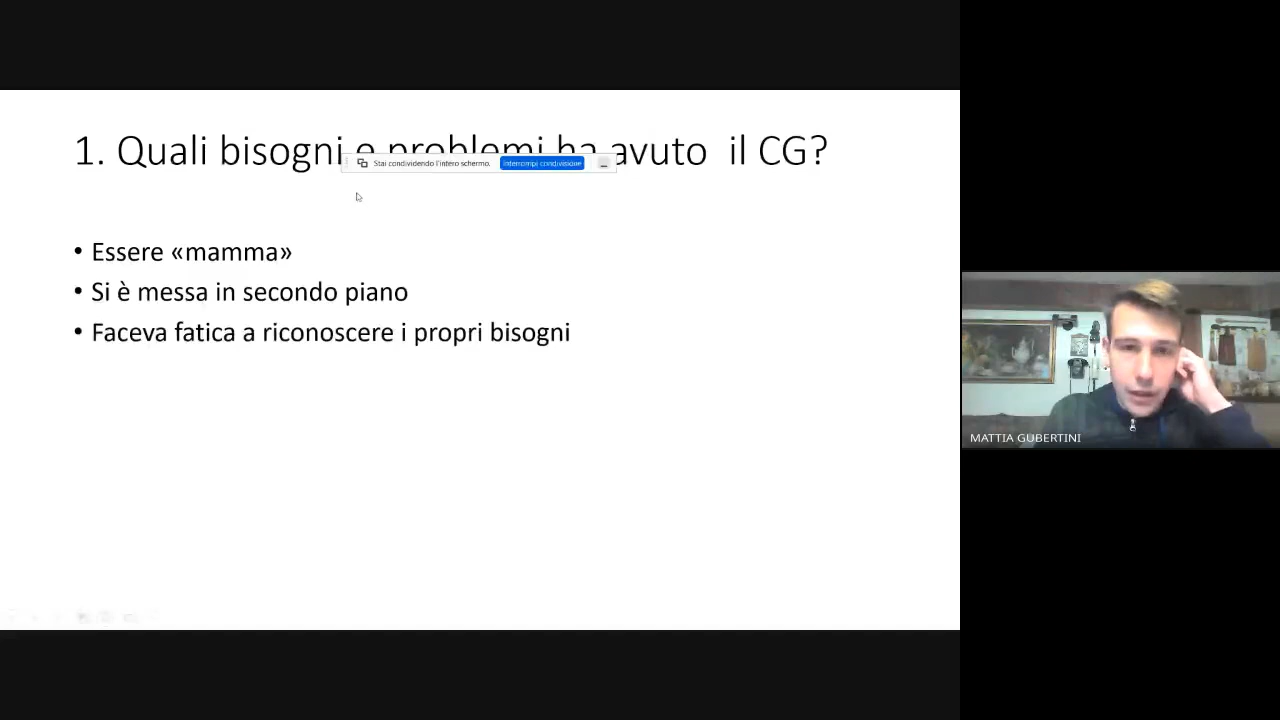 1. Quali bisogni e problemi ha avuto il CG?
Stai condividendo l'intero schermo. Interrompi condivisione
• Essere «mamma»
• Si è messa in secondo piano
• Faceva fatica a riconoscere i propri bisogni
MATTIA GUBERTINI